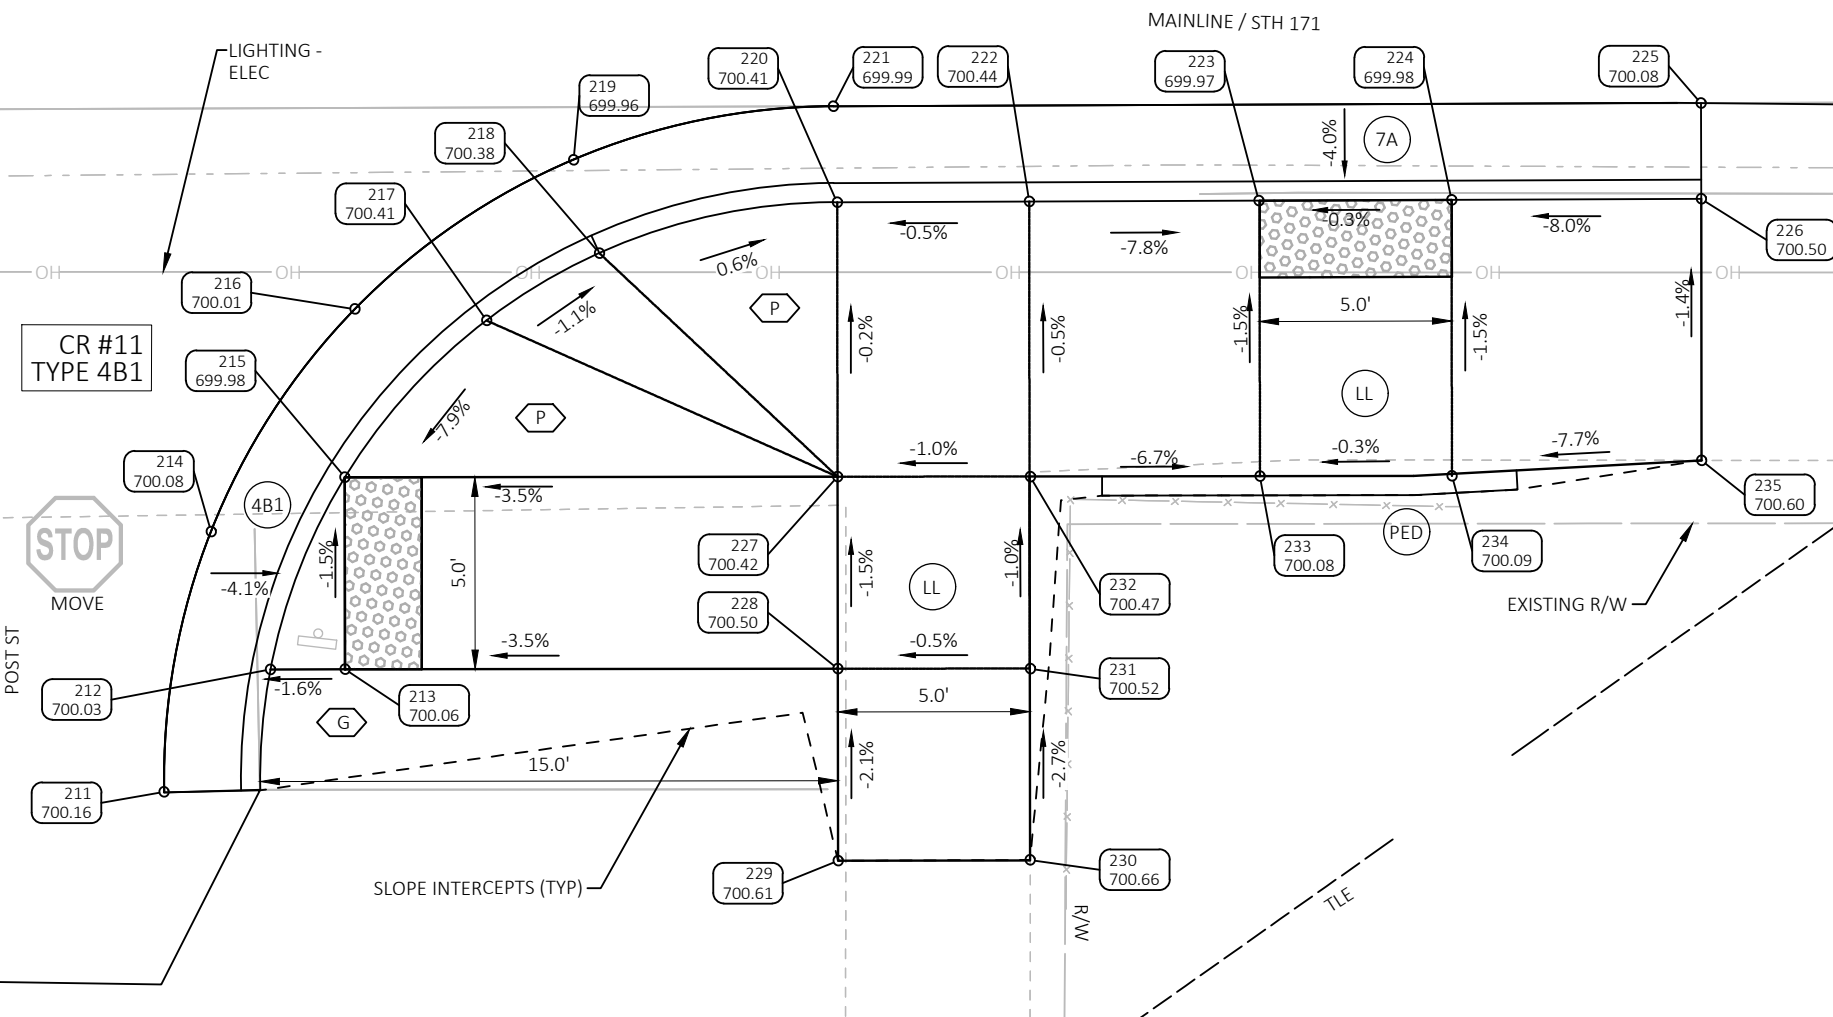 MAINLINE / STH 171
LIGHTING -
ELEC
219
699.96
220
700.41
221
699.99
222
700.44
223
699.97
224
699.98
225
700.08
218
700.38
217
700.41
216
700.01
215
699.98
214
700.08
CR #11
TYPE 4B1
7A
-4.0%
-0.5%
-7.8%
-0.3%
-8.0%
226
700.50
OH
OH
OH
OH
OH
OH
OH
OH
0.6%
-1.1%
P
-0.2%
-0.5%
-1.5%
5.0'
-1.5%
-1.4%
-7.9%
P
LL
-1.0%
-6.7%
-0.3%
-7.7%
4B1
-3.5%
235
700.60
STOP
MOVE
-4.1%
-1.5%
5.0'
227
700.42
-1.5%
LL
-1.0%
PED
233
700.08
234
700.09
232
700.47
EXISTING R/W
228
700.50
-3.5%
-0.5%
231
700.52
POST ST
212
700.03
-1.6%
213
700.06
G
5.0'
15.0'
-2.1%
-2.7%
211
700.16
SLOPE INTERCEPTS (TYP)
229
700.61
230
700.66
R/W
TLE